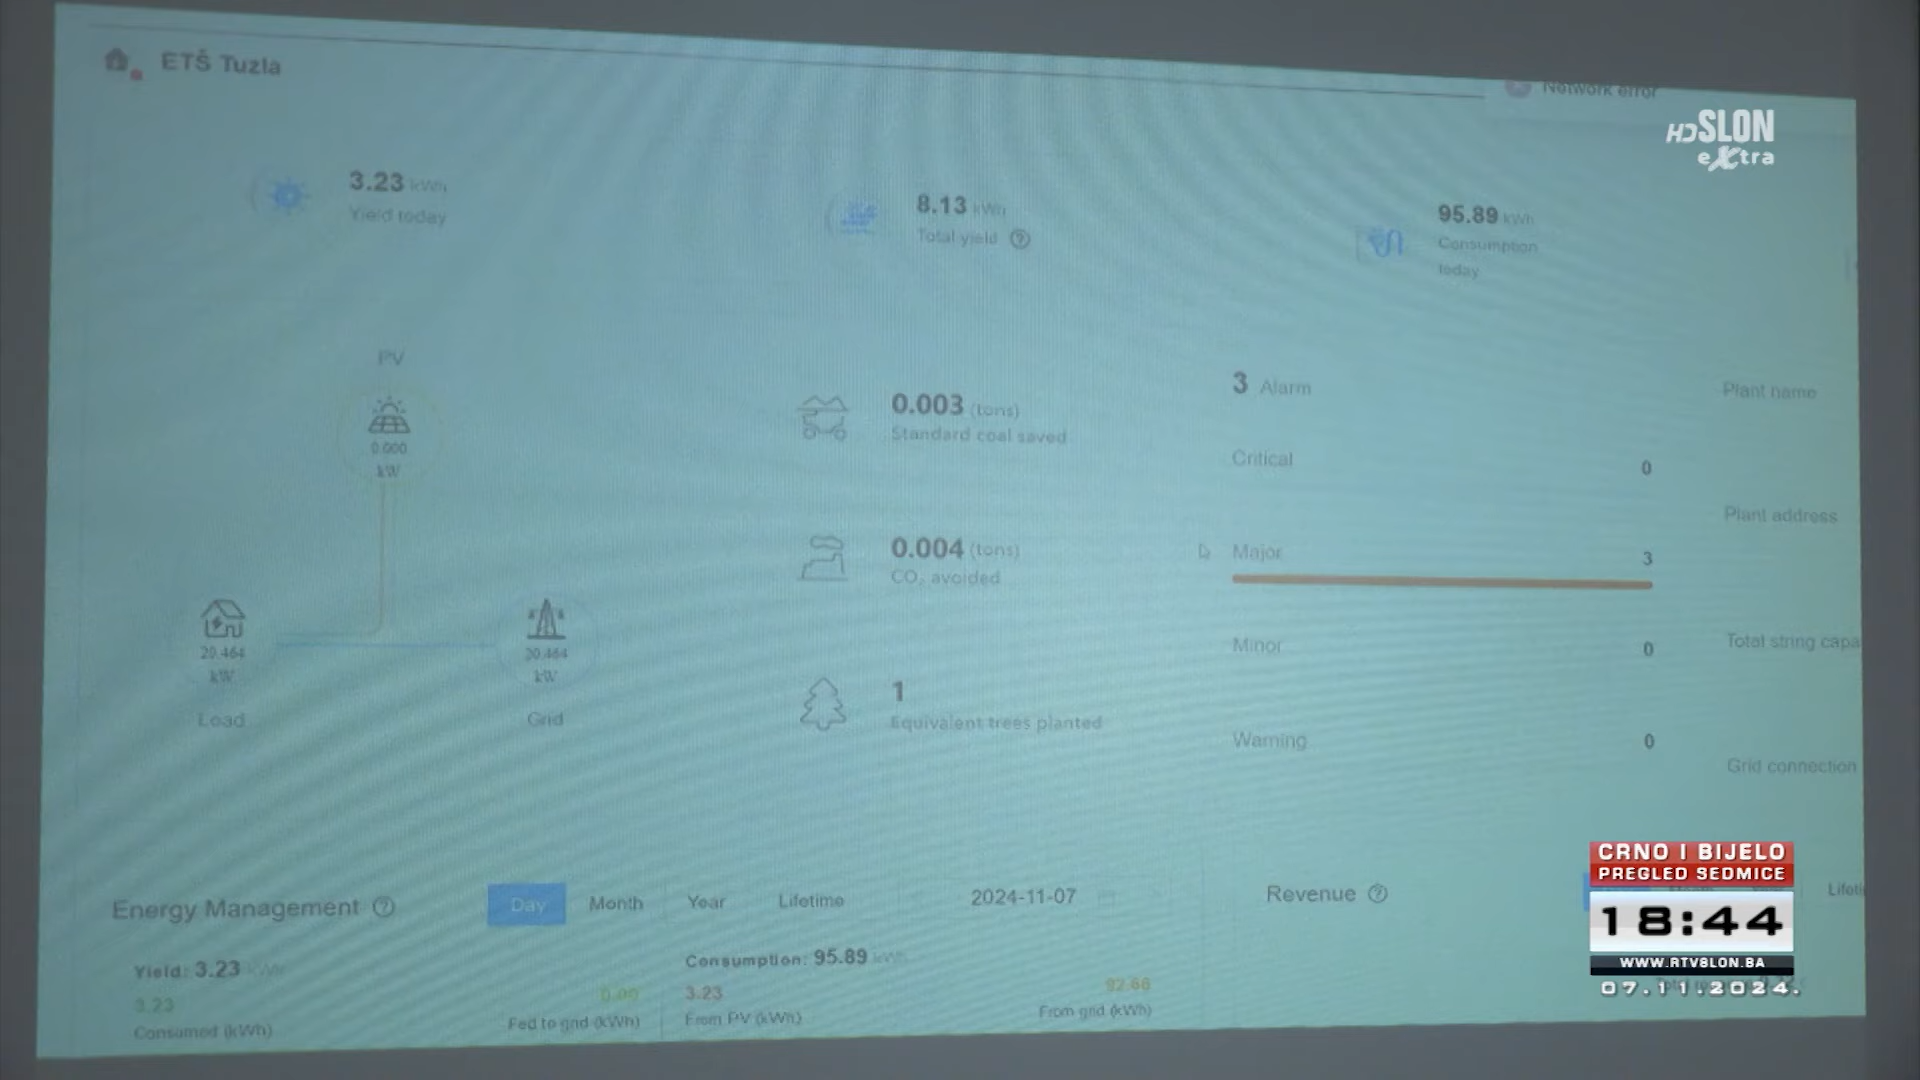 ETŠ Tuzla
Network error
HD SLON
eXtra
3.23 kWh
Yield today
8.13 kWh
Total yield ?
95.89 kWh
Consumption
today
PV
0.000
kW
20.464
kW
Load
20.464
kW
Grid
0.003 (tons)
Standard coal saved
0.004 (tons)
CO₂ avoided
1
Equivalent trees planted
3 Alarm
Critical 0
Major 3
Minor 0
Warning 0
Plant name
Plant address
Total string capa
Grid connection
Energy Management ?
Day Month Year Lifetime 2024-11-07
Yield: 3.23 kWh
3.23
Consumed (kWh)
0.00
Fed to grid (kWh)
Consumption: 95.89 kWh
3.23
From PV (kWh)
92.66
From grid (kWh)
Revenue ?
Lifeti
CRNO I BIJELO
PREGLED SEDMICE
18:44
WWW.RTVSLON.BA
07.11.2024.